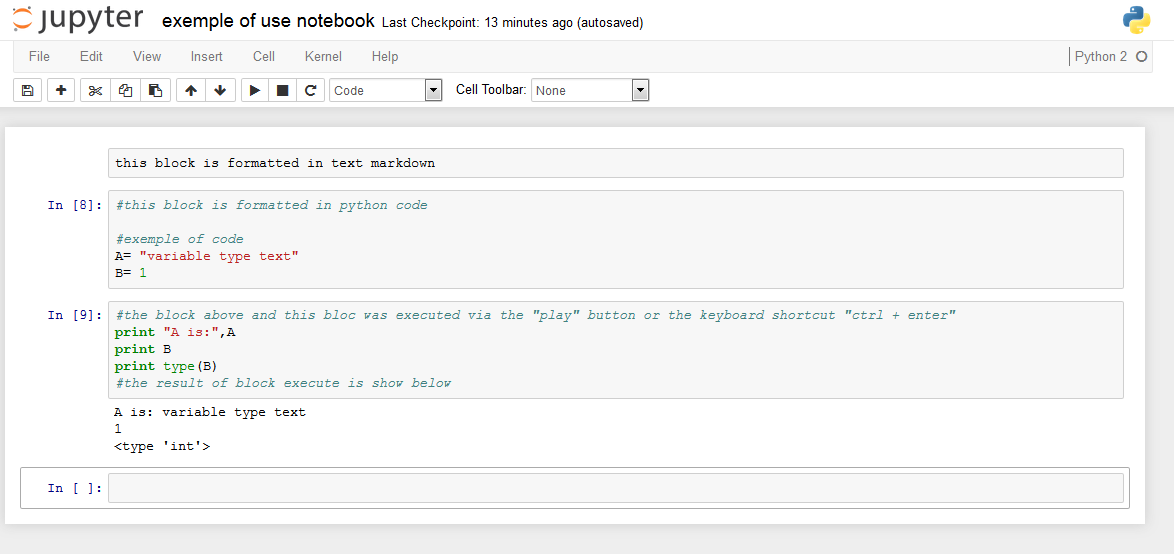 jupyter exemple of use notebook Last Checkpoint: 13 minutes ago (autosaved)
File Edit View Insert Cell Kernel Help Python 2
Code Cell Toolbar: None
this block is formatted in text markdown
In [8]: #this block is formatted in python code
#exemple of code
A= "variable type text"
B= 1
In [9]: #the block above and this bloc was executed via the "play" button or the keyboard shortcut "ctrl + enter"
print "A is:",A
print B
print type(B)
#the result of block execute is show below
A is: variable type text
1
<type 'int'>
In [ ]: